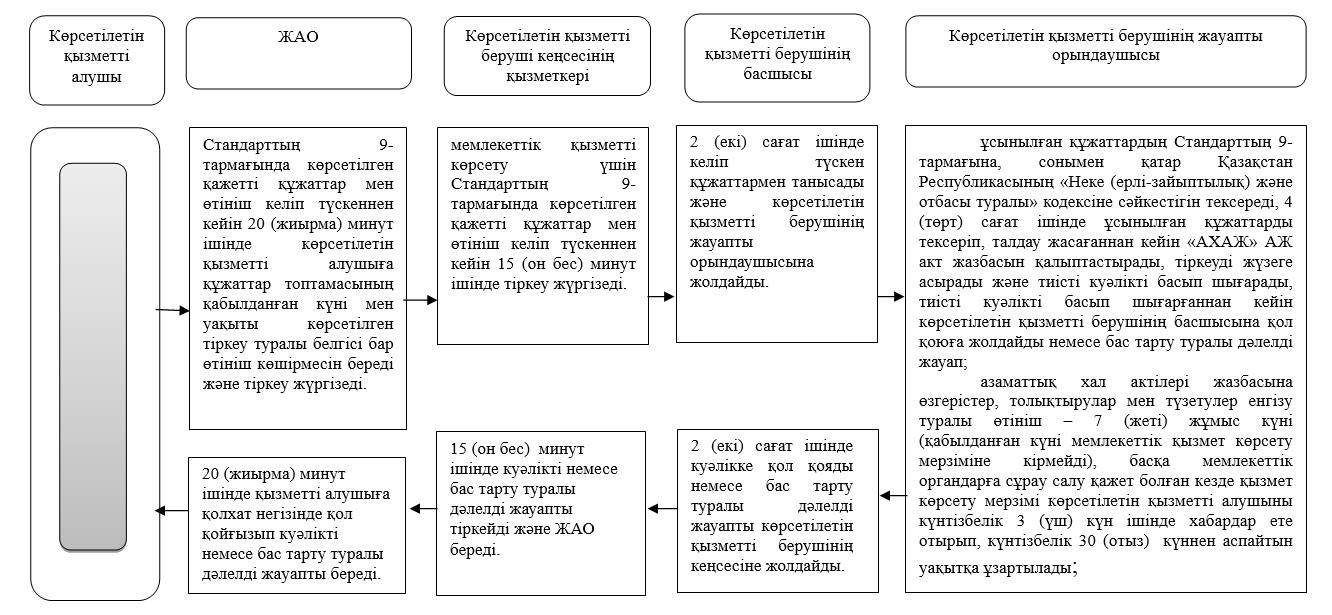 Көрсетілетін
қызметті
алушы
ЖАО
Көрсетілетін қызметті
беруші кеңсесінің
қызметкері
Көрсетілетін
қызметті берушінің
басшысы
Көрсетілетін қызметті берушінің жауапты
орындаушысы
Стандарттың 9-
тармағында көрсетілген
қажетті құжаттар мен
өтініш келіп түскеннен
кейін 20 (жиырма) минут
ішінде көрсетілетін
қызметті алушыға
құжаттар топтамасының
қабылданған күні мен
уақыты көрсетілген
тіркеу туралы белгісі бар
өтініш көшірмесін береді
және тіркеу жүргізеді.
мемлекеттік қызметті
көрсету үшін
Стандарттың 9-
тармағында көрсетілген
қажетті құжаттар мен
өтініш келіп түскеннен
кейін 15 (он бес) минут
ішінде тіркеу жүргізеді.
2 (екі) сағат ішінде
келіп түскен
құжаттармен танысады
және көрсетілетін
қызметті берушінің
жауапты
орындаушысына
жолдайды.
ұсынылған құжаттардың Стандарттың 9-
тармағына, сонымен қатар Қазақстан
Республикасының «Неке (ерлі-зайыптылық) және
отбасы туралы» кодексіне сәйкестігін тексереді, 4
(төрт) сағат ішінде ұсынылған құжаттарды
тексеріп, талдау жасағаннан кейін «АХАЖ» АЖ
акт жазбасын қалыптастырады, тіркеуді жүзеге
асырады және тиісті куәлікті басып шығарады,
тиісті куәлікті басып шығарғаннан кейін
көрсетілетін қызметті берушінің басшысына қол
қоюға жолдайды немесе бас тарту туралы дәлелді
жауап;
азаматтық хал актілері жазбасына
өзгерістер, толықтырулар мен түзетулер енгізу
туралы өтініш – 7 (жеті) жұмыс күні
(қабылданған күні мемлекеттік қызмет көрсету
мерзіміне кірмейді), басқа мемлекеттік
органдарға сұрау салу қажет болған кезде қызмет
көрсету мерзімі көрсетілетін қызметті алушыны
күнтізбелік 3 (үш) күн ішінде хабардар ете
отырып, күнтізбелік 30 (отыз) күннен аспайтын
уақытқа ұзартылады;
2 (екі) сағат ішінде
куәлікке қол қояды
немесе бас тарту
туралы дәлелді
жауапты көрсетілетін
қызметті берушінің
кеңсесіне жолдайды.
15 (он бес) минут
ішінде куәлікті немесе
бас тарту туралы
дәлелді жауапты
тіркейді және ЖАО
береді.
20 (жиырма) минут
ішінде қызметті алушыға
қолхат негізінде қол
қойғызып куәлікті
немесе бас тарту туралы
дәлелді жауапты береді.